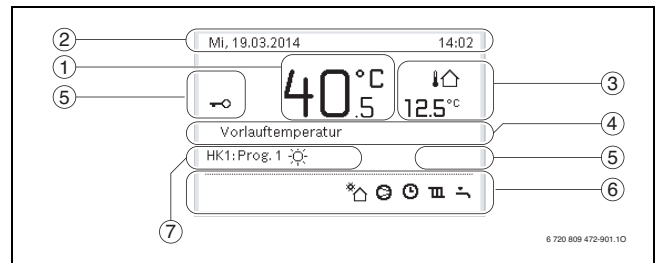 ② Mi, 19.03.2014 14:02
① 40.5 °C
③ 12.5°C
⑤
④ Vorlauftemperatur
HK1: Prog. 1
⑤
⑥
⑦
6 720 809 472-901.1O